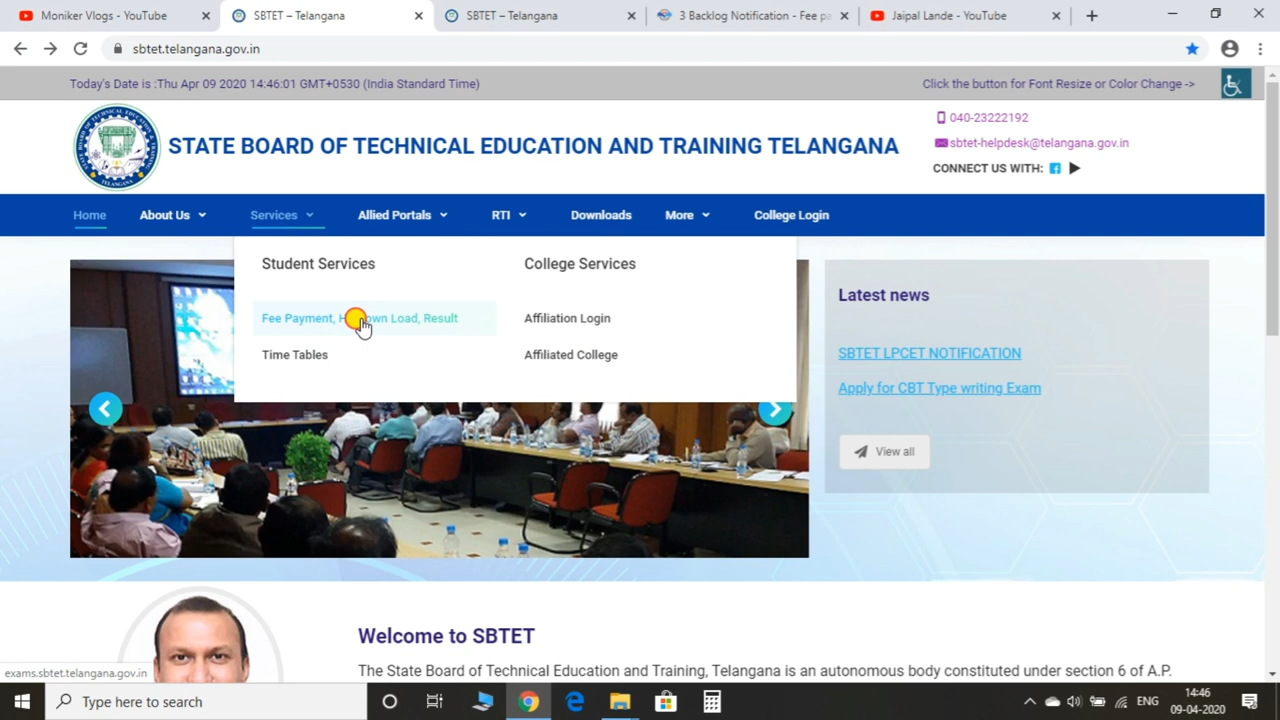 Moniker Vlogs - YouTube
SBTET – Telangana
SBTET – Telangana
3 Backlog Notification - Fee pa
Jaipal Lande - YouTube
sbtet.telangana.gov.in
Today's Date is :Thu Apr 09 2020 14:46:01 GMT+0530 (India Standard Time)
Click the button for Font Resize or Color Change ->
STATE BOARD OF TECHNICAL EDUCATION AND TRAINING TELANGANA
040-23222192
sbtet-helpdesk@telangana.gov.in
CONNECT US WITH:
Home About Us Services Allied Portals RTI Downloads More College Login
Student Services
College Services
Fee Payment, H own Load, Result
Affiliation Login
Time Tables
Affiliated College
Latest news
SBTET LPCET NOTIFICATION
Apply for CBT Type writing Exam
View all
Welcome to SBTET
The State Board of Technical Education and Training, Telangana is an autonomous body constituted under section 6 of A.P.
exams.sbtet.telangana.gov.in
Type here to search
ENG
14:46
09-04-2020